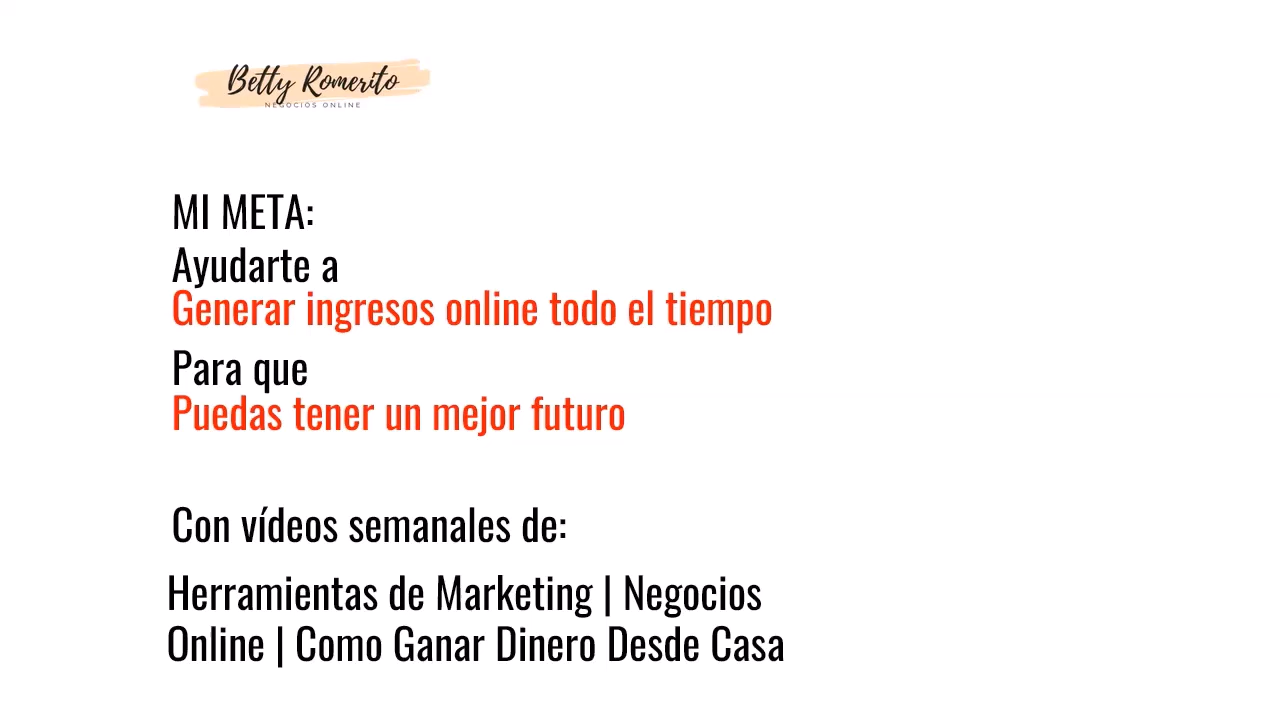 Betty Romerito
NEGOCIOS ONLINE
MI META:
Ayudarte a
Generar ingresos online todo el tiempo
Para que
Puedas tener un mejor futuro
Con vídeos semanales de:
Herramientas de Marketing | Negocios
Online | Como Ganar Dinero Desde Casa